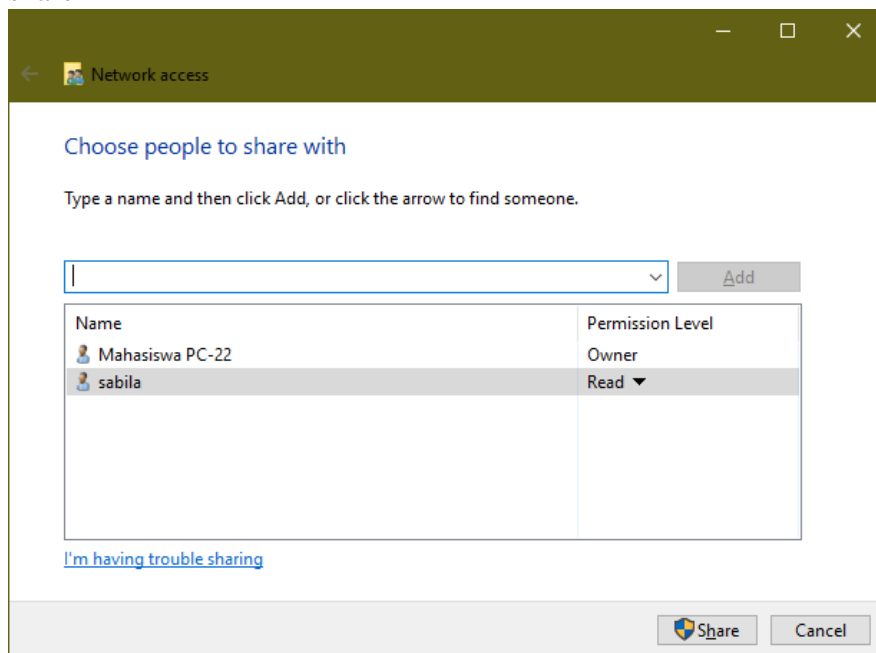 Network access
Choose people to share with
Type a name and then click Add, or click the arrow to find someone.
Add
Name Permission Level
Mahasiswa PC-22 Owner
sabila Read
I'm having trouble sharing
Share Cancel